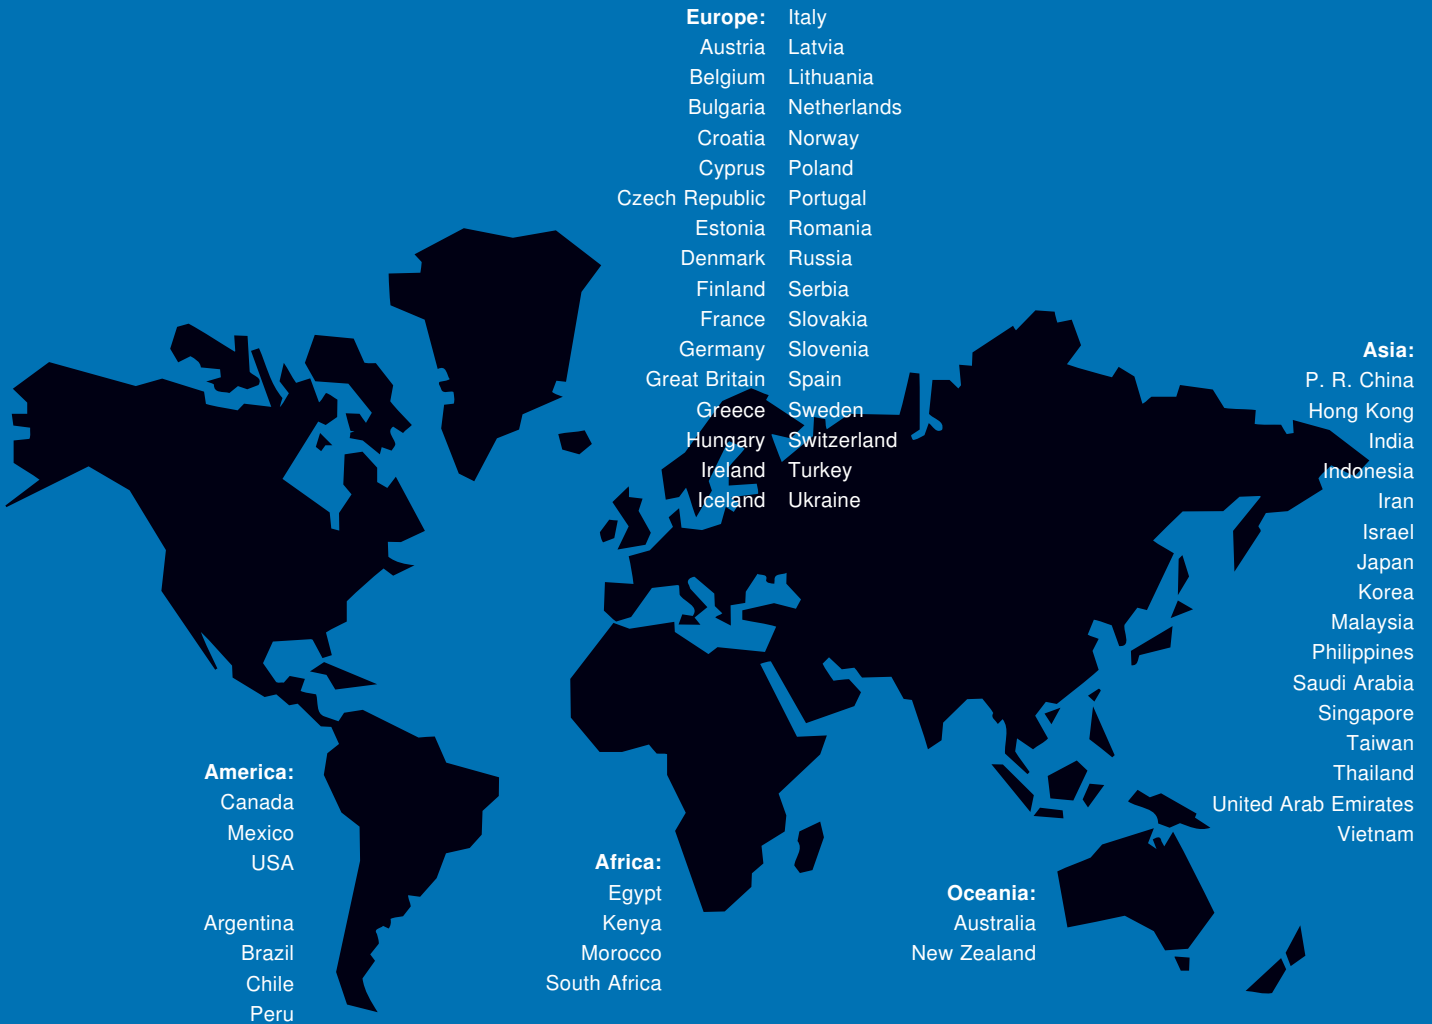 Europe:
Austria
Belgium
Bulgaria
Croatia
Cyprus
Czech Republic
Estonia
Denmark
Finland
France
Germany
Great Britain
Greece
Hungary
Ireland
Iceland
Italy
Latvia
Lithuania
Netherlands
Norway
Poland
Portugal
Romania
Russia
Serbia
Slovakia
Slovenia
Spain
Sweden
Switzerland
Turkey
Ukraine
Asia:
P. R. China
Hong Kong
India
Indonesia
Iran
Israel
Japan
Korea
Malaysia
Philippines
Saudi Arabia
Singapore
Taiwan
Thailand
United Arab Emirates
Vietnam
America:
Canada
Mexico
USA
Argentina
Brazil
Chile
Peru
Africa:
Egypt
Kenya
Morocco
South Africa
Oceania:
Australia
New Zealand